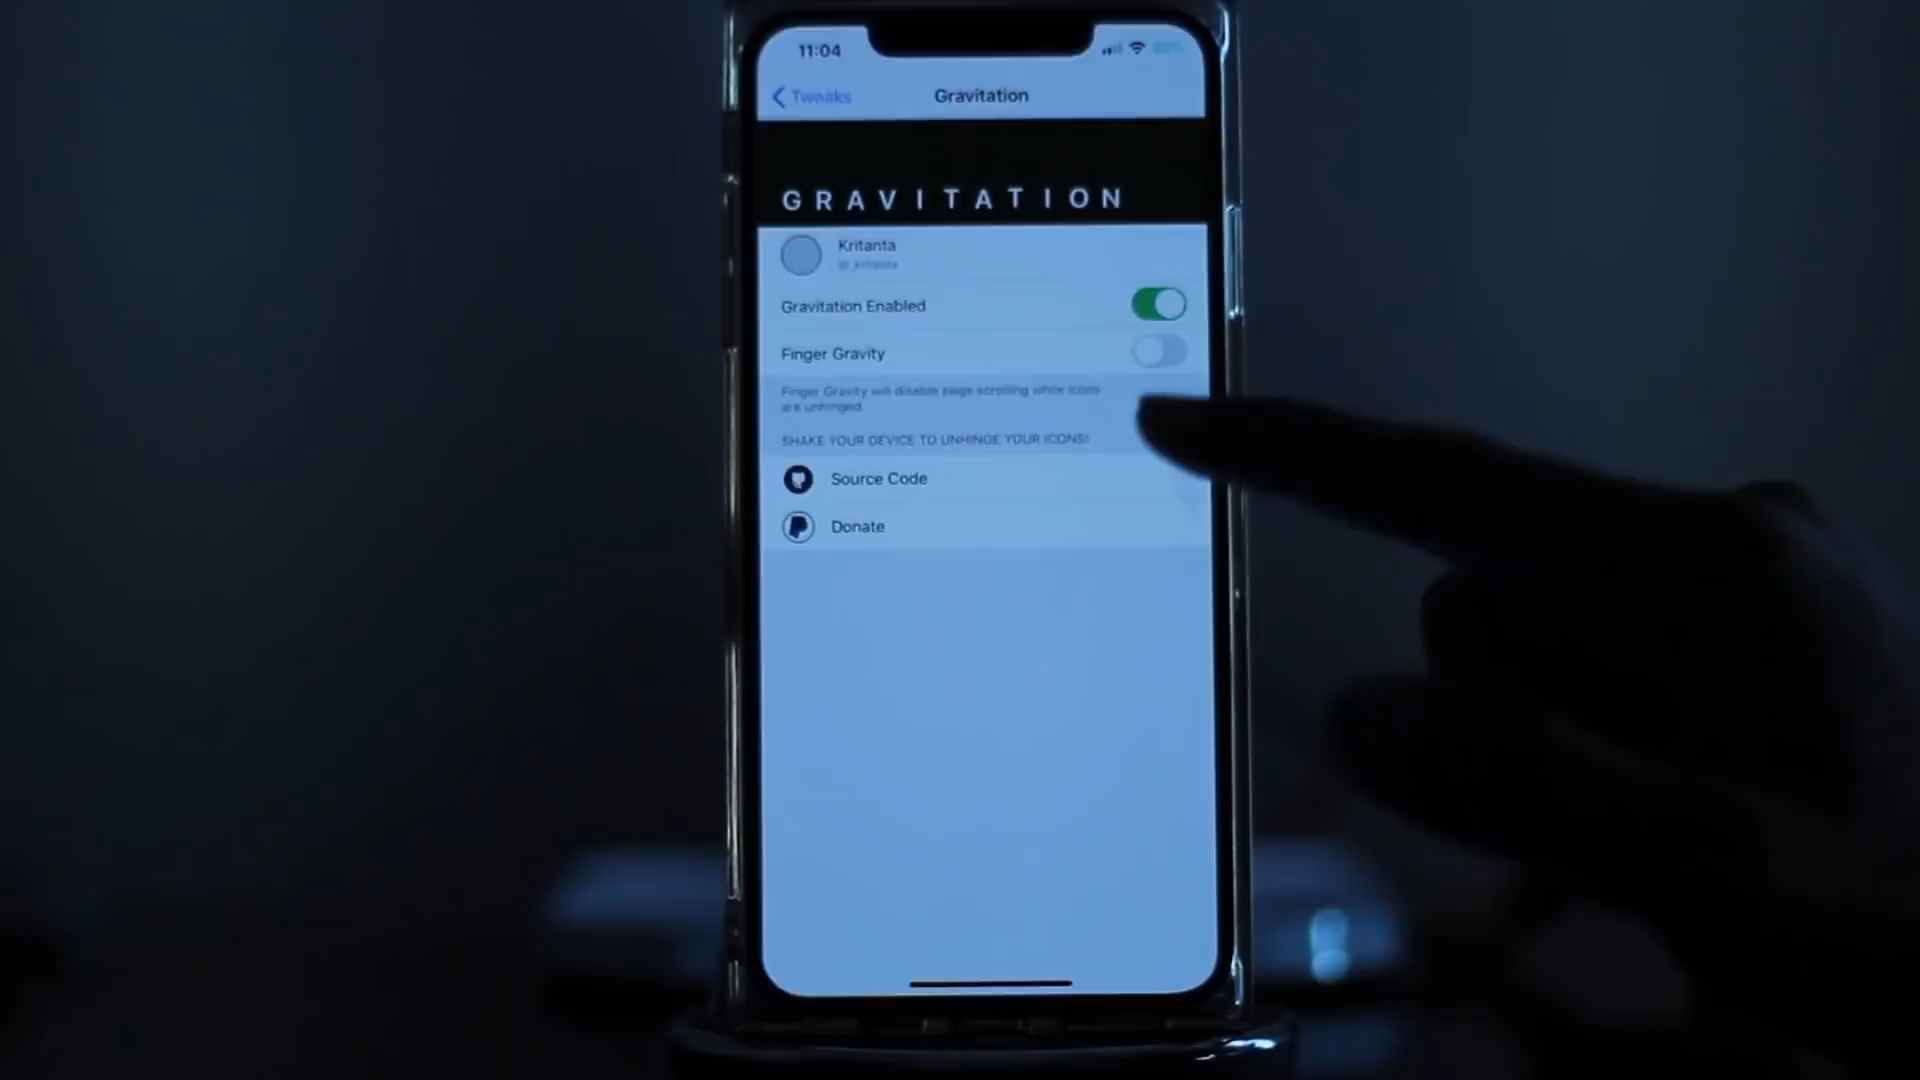 11:04
Tweaks
Gravitation
GRAVITATION
Kritanta
@_kritanta
Gravitation Enabled
Finger Gravity
Finger Gravity will disable page scrolling while icons
are unhinged.
SHAKE YOUR DEVICE TO UNHINGE YOUR ICONS!
Source Code
Donate